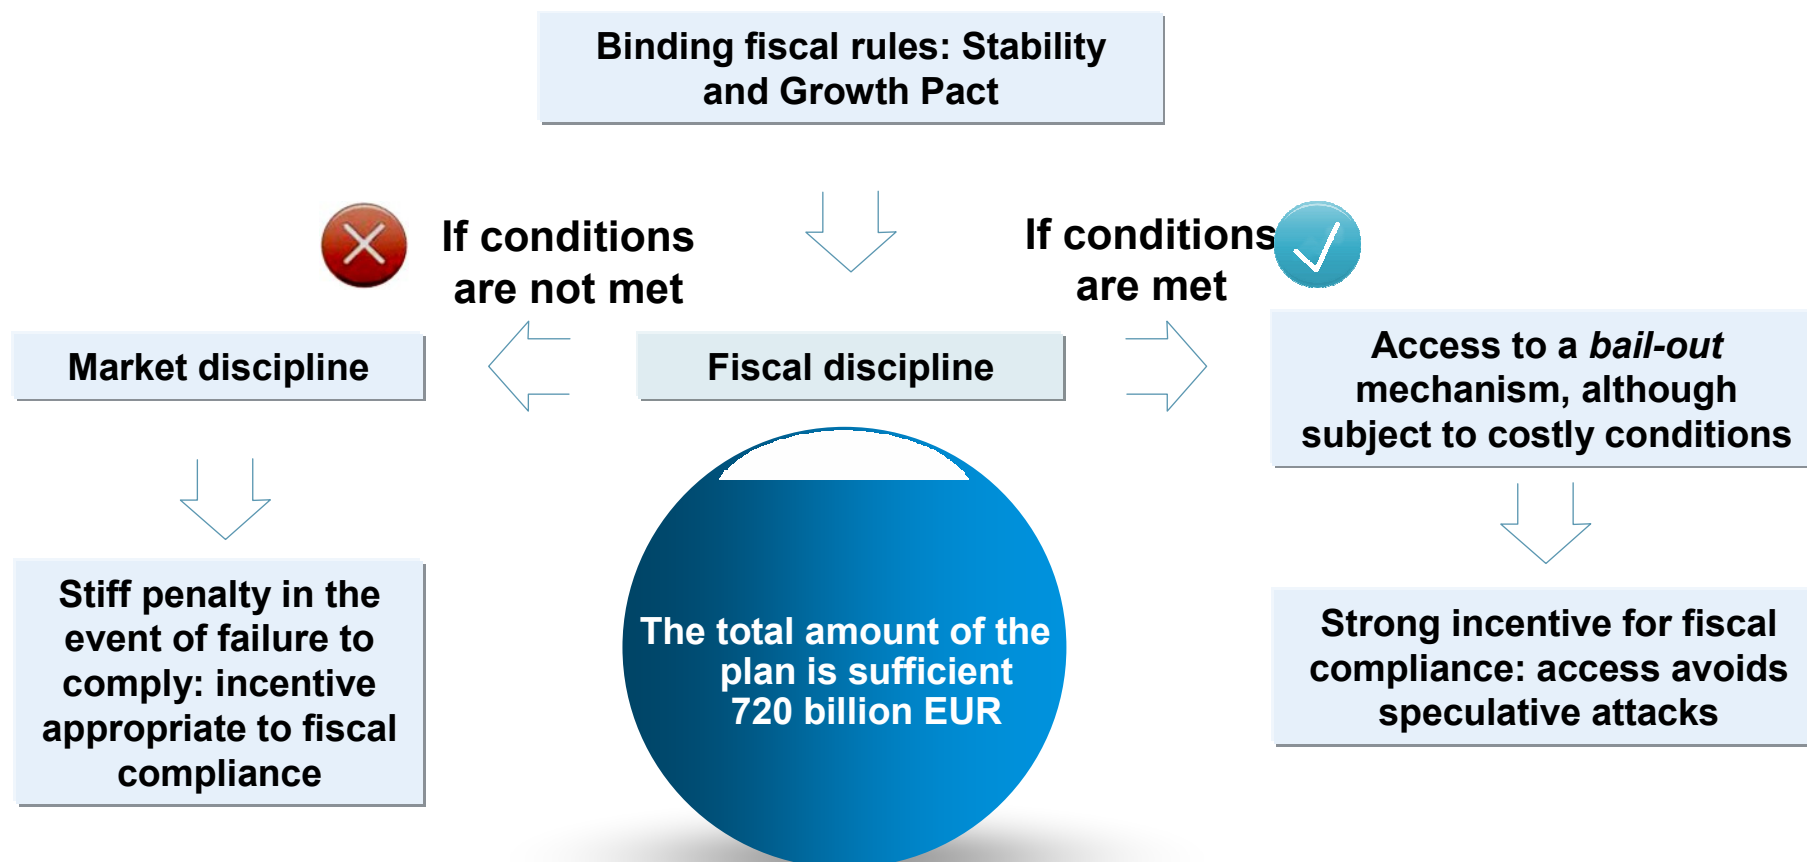 Binding fiscal rules: Stability
and Growth Pact
If conditions
are not met
If conditions
are met
Market discipline
Fiscal discipline
Access to a bail-out
mechanism, although
subject to costly conditions
Stiff penalty in the
event of failure to
comply: incentive
appropriate to fiscal
compliance
The total amount of the
plan is sufficient
720 billion EUR
Strong incentive for fiscal
compliance: access avoids
speculative attacks